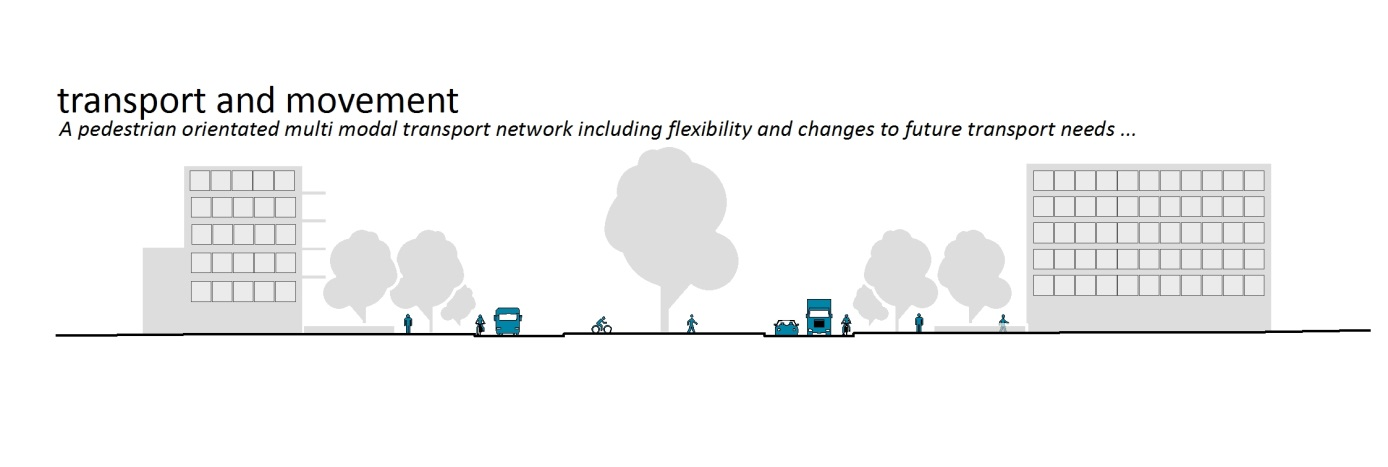 transport and movement
A pedestrian orientated multi modal transport network including flexibility and changes to future transport needs ...